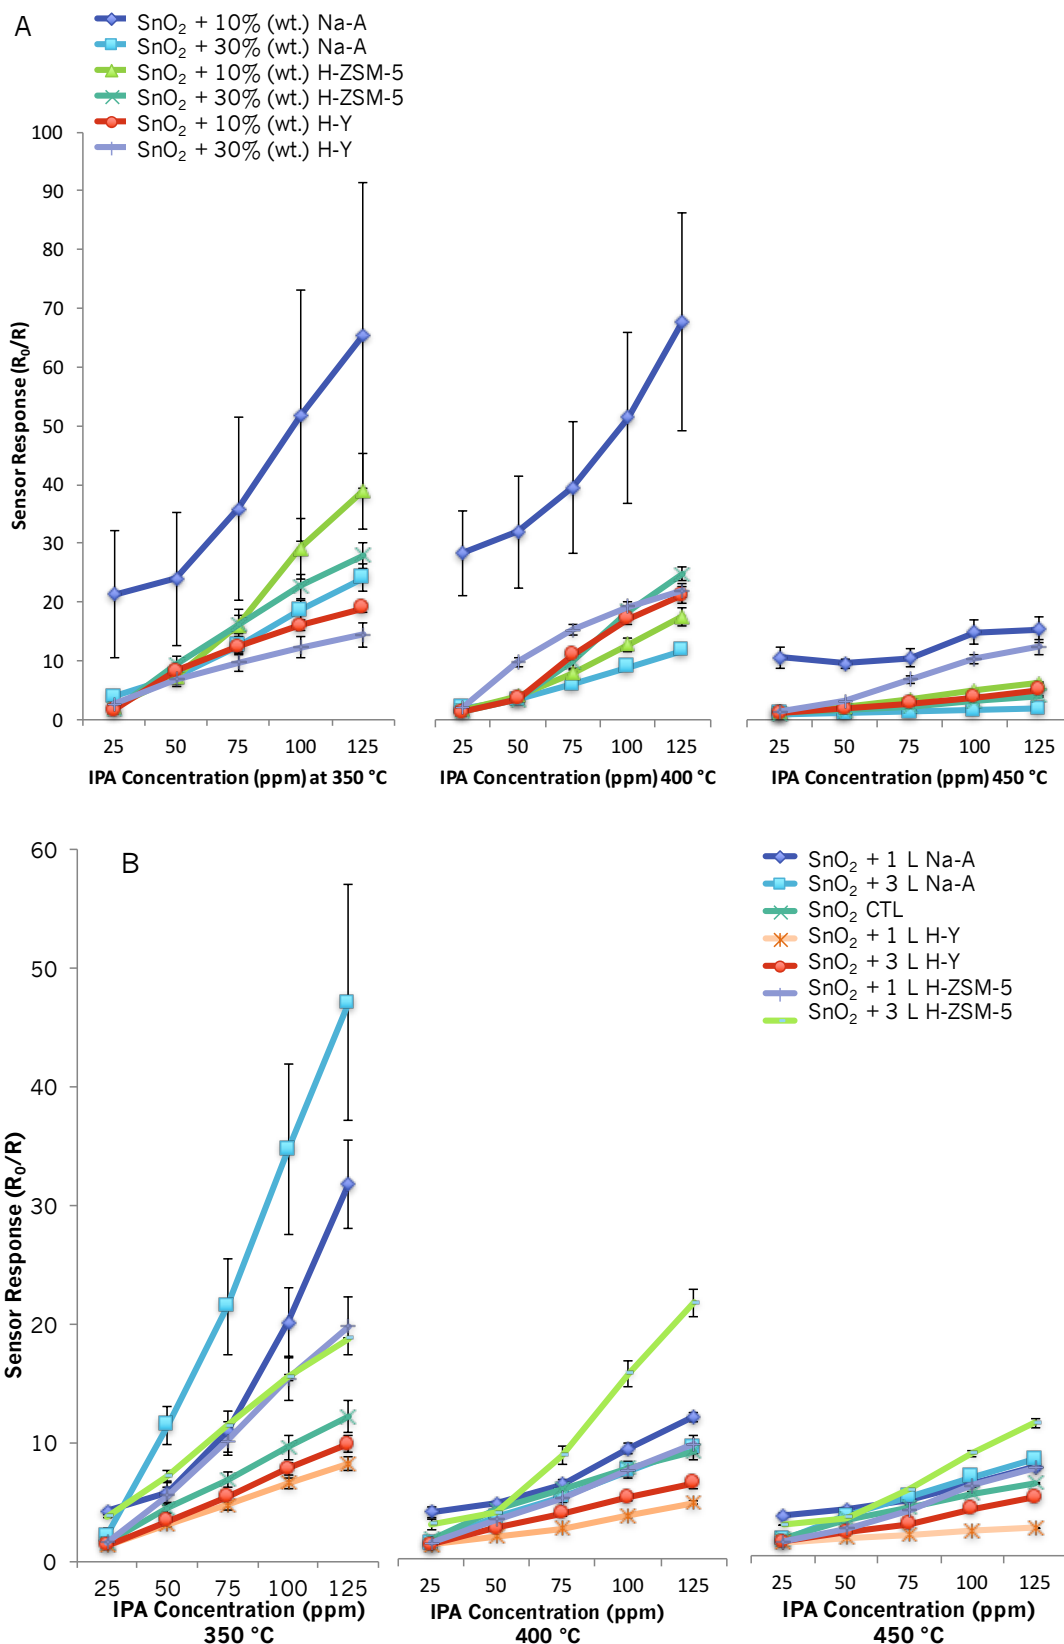 A
SnO2 + 10% (wt.) Na-A
SnO2 + 30% (wt.) Na-A
SnO2 + 10% (wt.) H-ZSM-5
SnO2 + 30% (wt.) H-ZSM-5
SnO2 + 10% (wt.) H-Y
SnO2 + 30% (wt.) H-Y
Sensor Response (R0/R)
100
90
80
70
60
50
40
30
20
10
0
25 50 75 100 125
25 50 75 100 125
25 50 75 100 125
IPA Concentration (ppm) at 350 °C
IPA Concentration (ppm) 400 °C
IPA Concentration (ppm) 450 °C
B
SnO2 + 1 L Na-A
SnO2 + 3 L Na-A
SnO2 CTL
SnO2 + 1 L H-Y
SnO2 + 3 L H-Y
SnO2 + 1 L H-ZSM-5
SnO2 + 3 L H-ZSM-5
Sensor Response (R0/R)
60
50
40
30
20
10
0
25 50 75 100 125
25 50 75 100 125
25 50 75 100 125
IPA Concentration (ppm)
350 °C
IPA Concentration (ppm)
400 °C
IPA Concentration (ppm)
450 °C